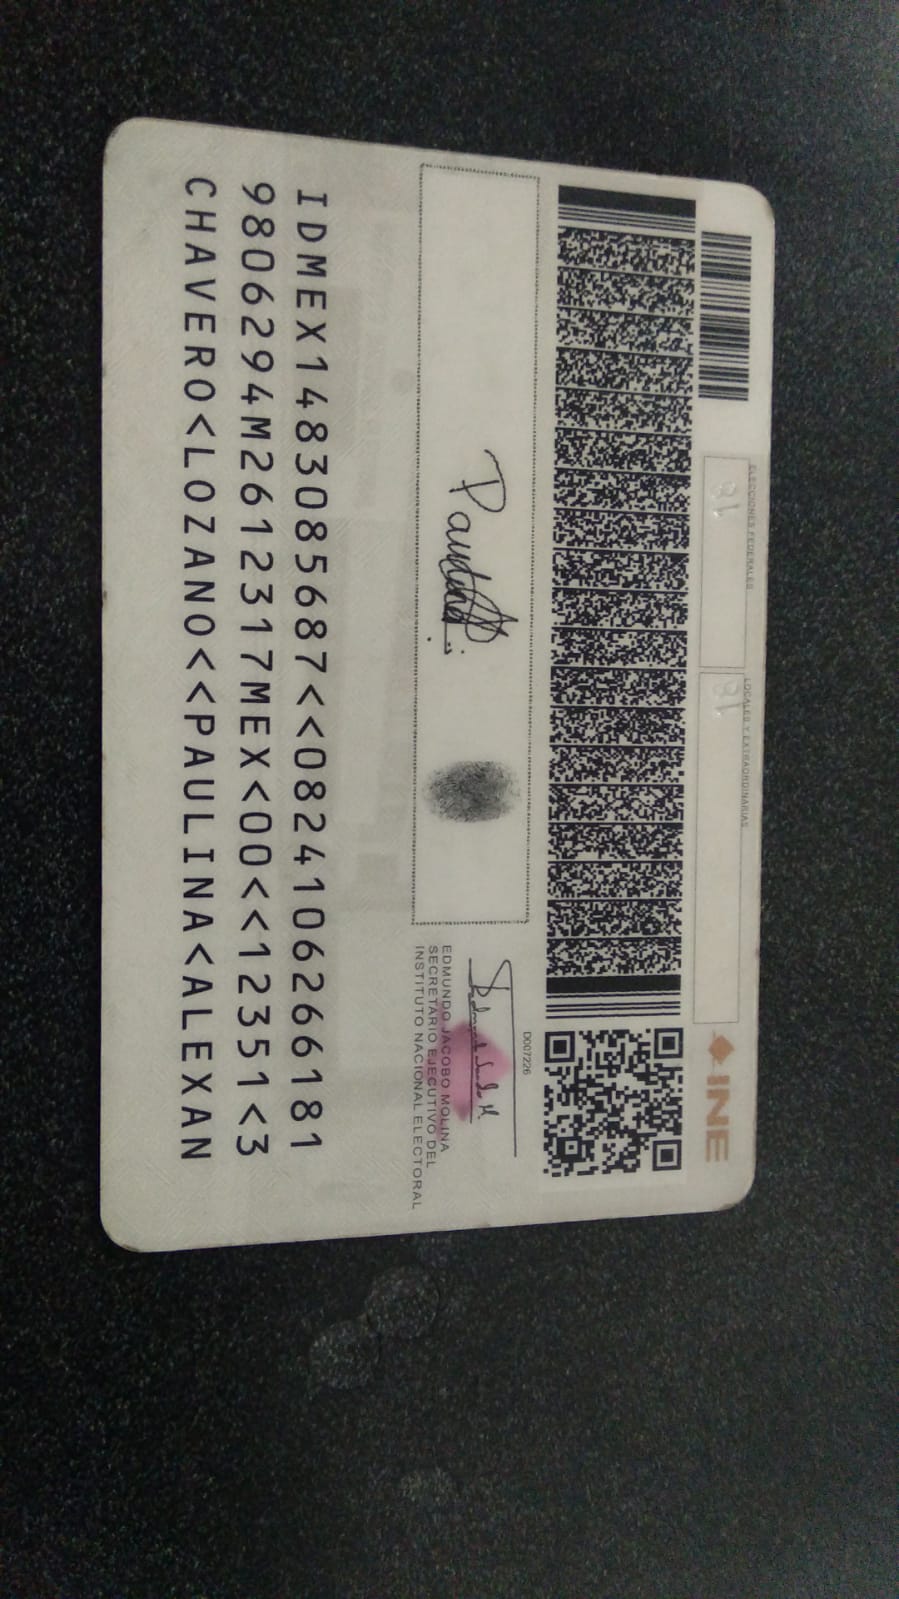 ELECCIONES FEDERALES
LOCALES Y EXTRAORDINARIAS
18
18
INE
D007226
EDMUNDO JACOBO MOLINA
SECRETARIO EJECUTIVO DEL
INSTITUTO NACIONAL ELECTORAL
IDMEX1483085687<<0824106266181
9806294M2612317MEX<00<<12351<3
CHAVERO<LOZANO<<PAULINA<ALEXAN